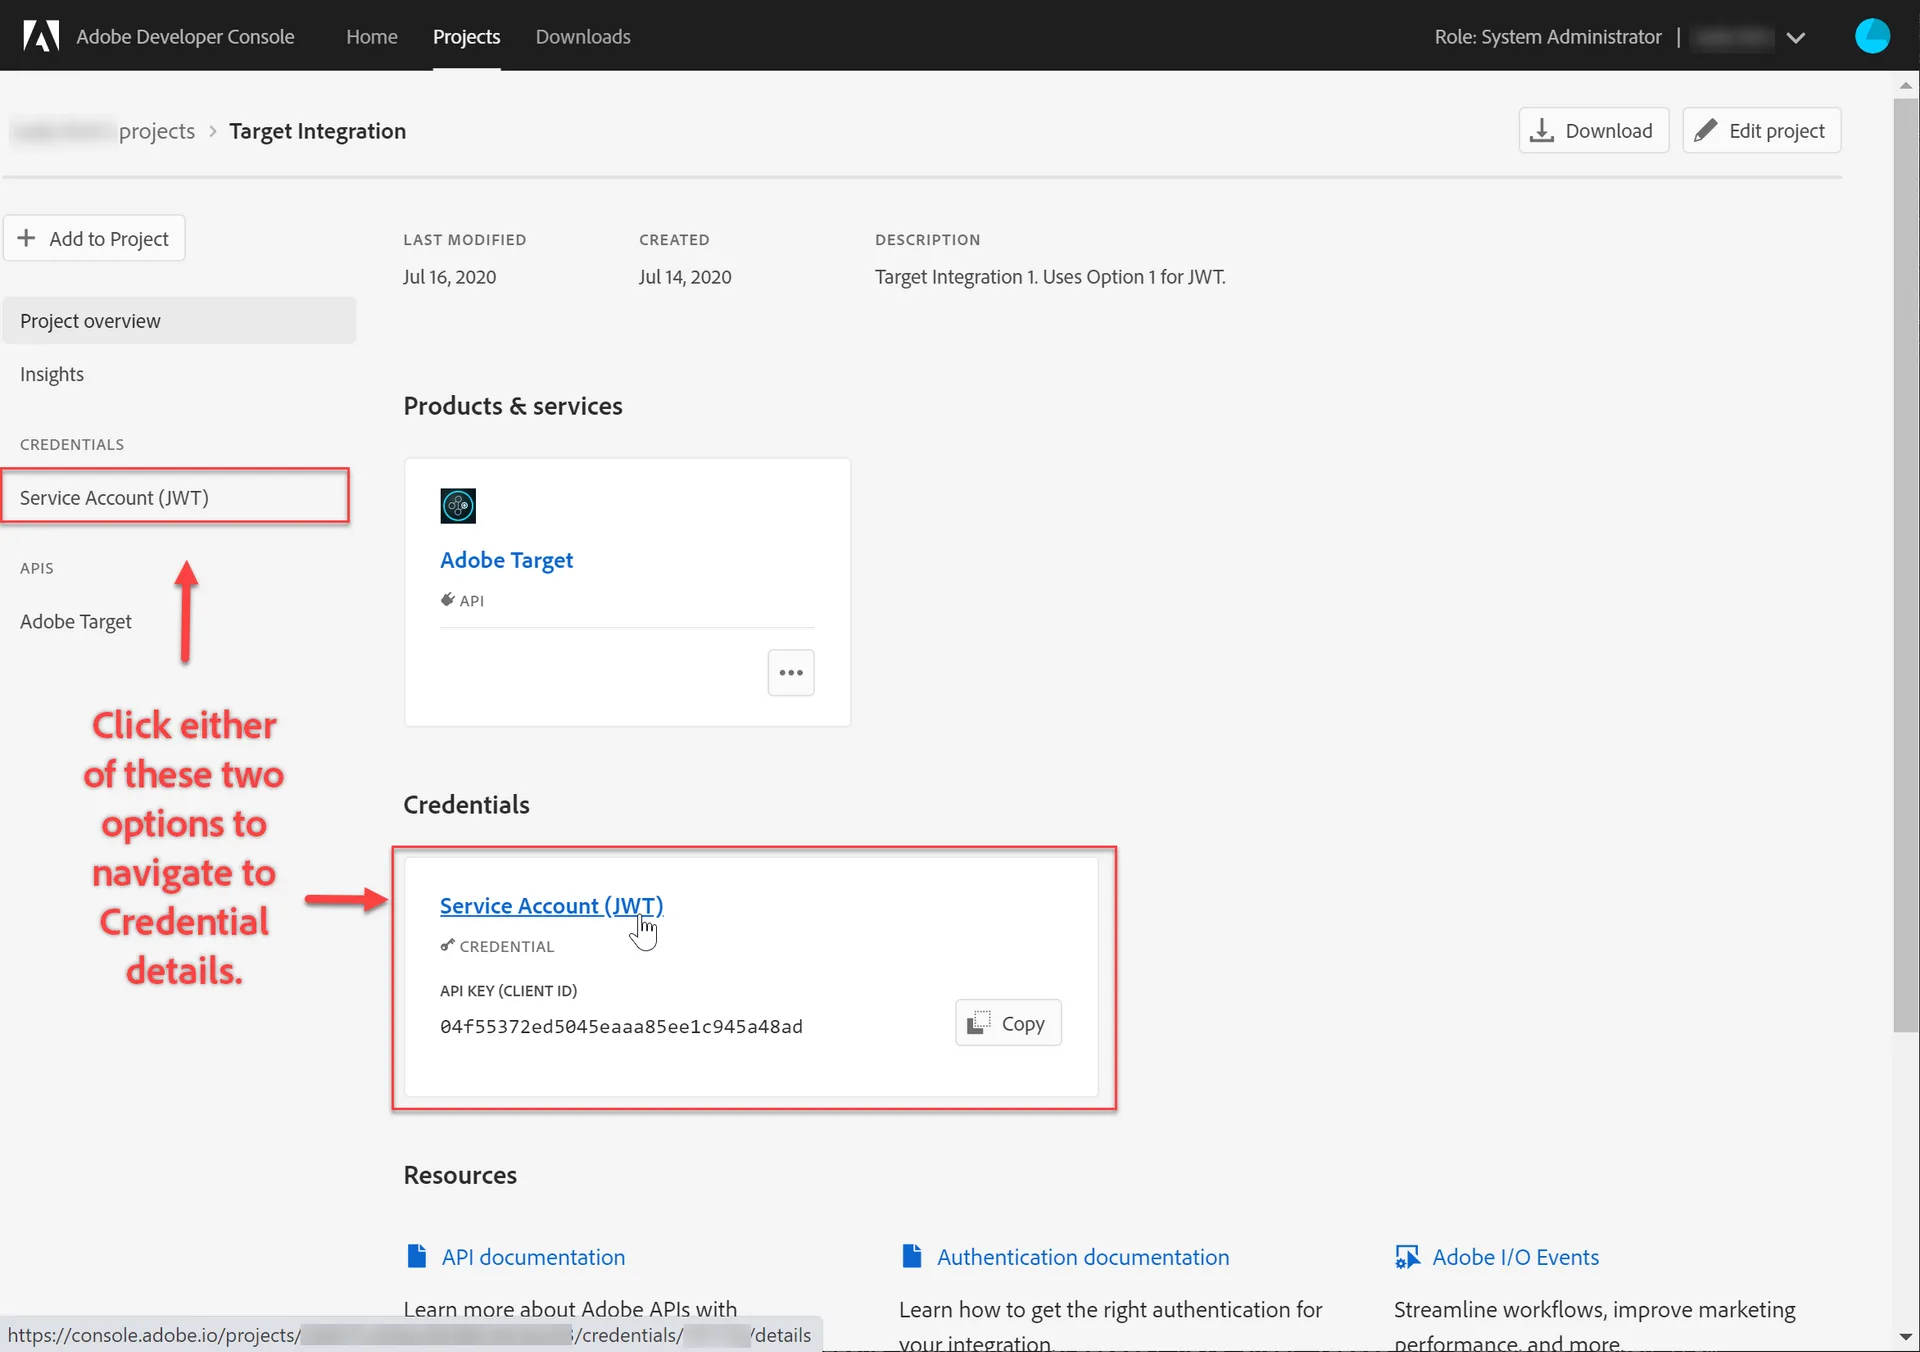 Adobe Developer Console Home Projects Downloads Role: System Administrator |
projects > Target Integration Download Edit project
+ Add to Project
Project overview
Insights
CREDENTIALS
Service Account (JWT)
APIS
Adobe Target
Click either
of these two
options to
navigate to
Credential
details.
LAST MODIFIED CREATED DESCRIPTION
Jul 16, 2020 Jul 14, 2020 Target Integration 1. Uses Option 1 for JWT.
Products & services
Adobe Target
API
Credentials
Service Account (JWT)
CREDENTIAL
API KEY (CLIENT ID)
04f55372ed5045eaaa85ee1c945a48ad Copy
Resources
API documentation
Learn more about Adobe APIs with
Authentication documentation
Learn how to get the right authentication for
your integration.
Adobe I/O Events
Streamline workflows, improve marketing
performance, and more.
https://console.adobe.io/projects/ /credentials/ /details